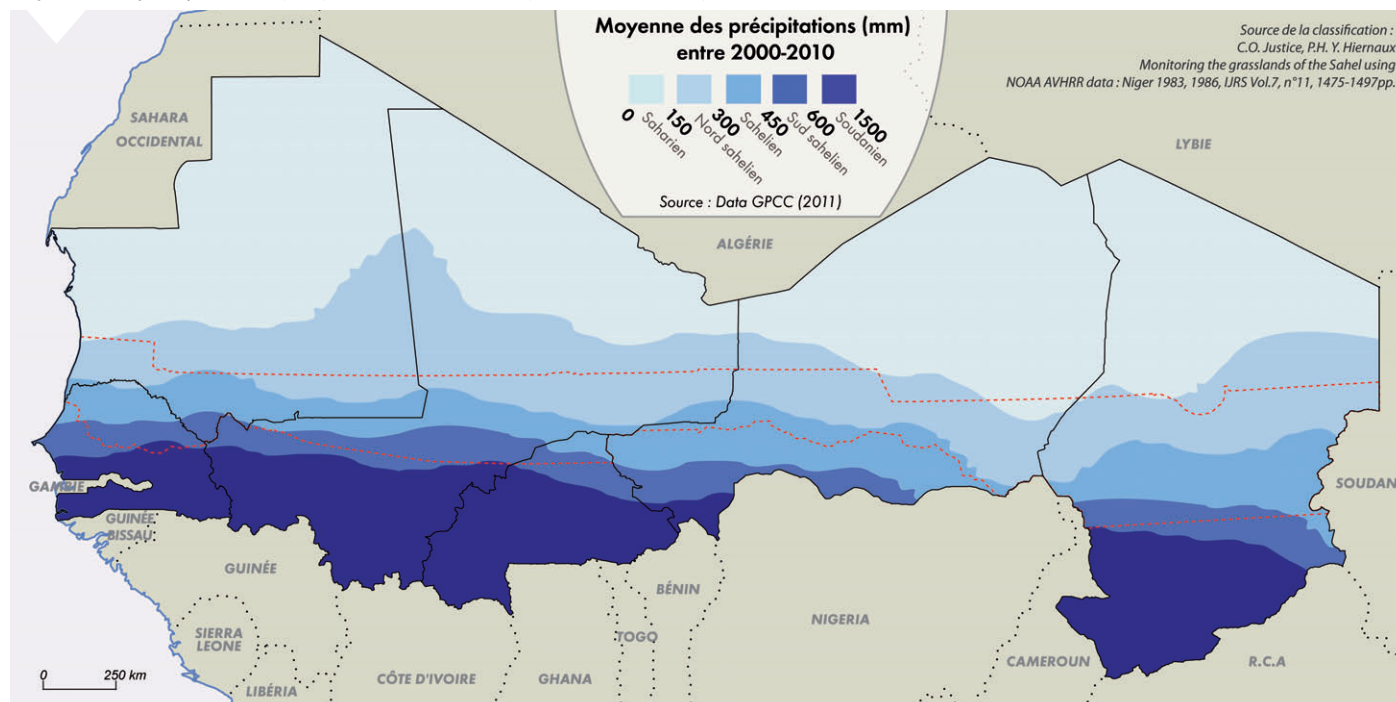 Moyenne des précipitations (mm)
entre 2000-2010
0 150 300 450 600 1500
Saharien
Nord sahelien
Sahelien
Sud sahelien
Soudanien
Source : Data GPCC (2011)
Source de la classification :
C.O. Justice, P.H. Y. Hiernaux
Monitoring the grasslands of the Sahel using
NOAA AVHRR data : Niger 1983, 1986, IJRS Vol.7, n°11, 1475-1497pp.
SAHARA
OCCIDENTAL
LYBIE
ALGÉRIE
GAMBIE
SOUDAN
GUINÉE
BISSAU
GUINÉE
BÉNIN
NIGERIA
SIERRA
LEONE
TOGO
CAMEROUN
R.C.A
CÔTE D'IVOIRE
GHANA
LIBÉRIA
0 250 km